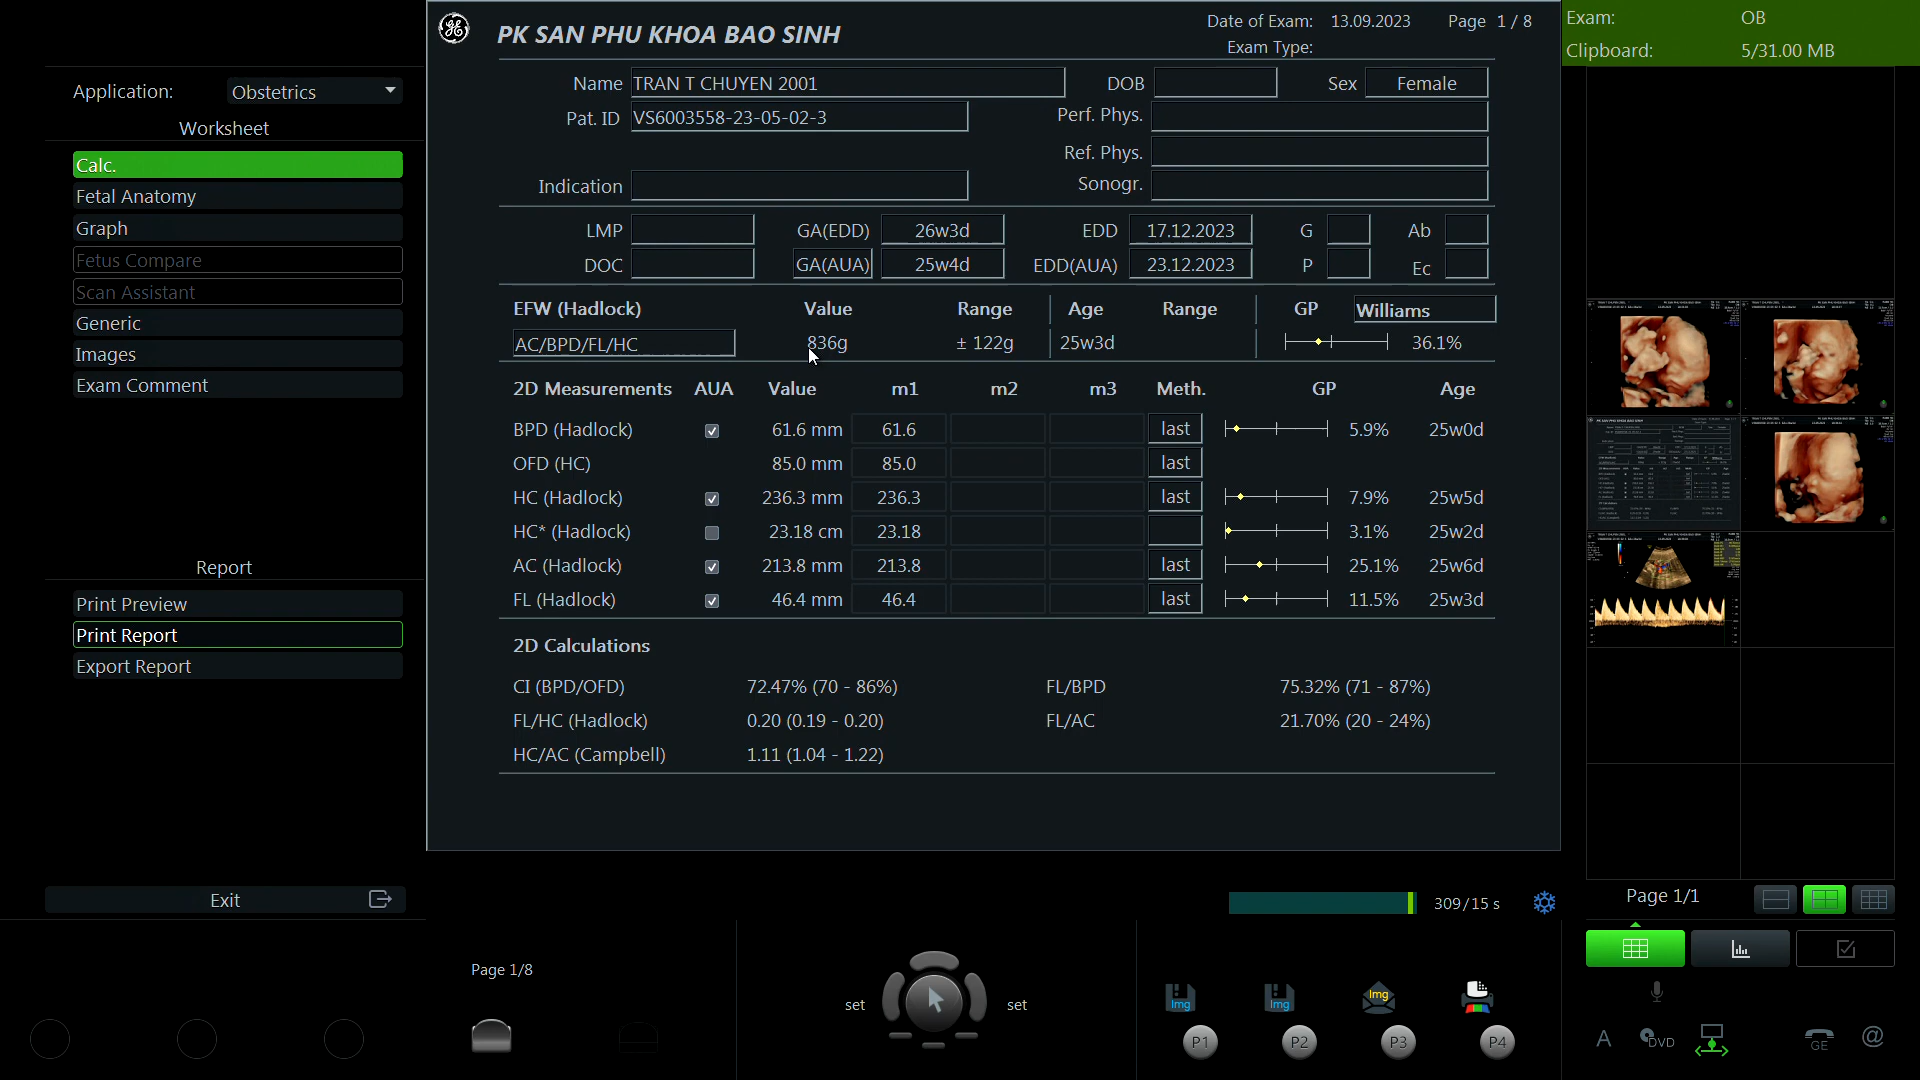 PK SAN PHU KHOA BAO SINH
Date of Exam: 13.09.2023 Page 1 / 8
Exam Type:
Exam: OB
Clipboard: 5/31.00 MB
Application: Obstetrics
Worksheet
Calc.
Fetal Anatomy
Graph
Fetus Compare
Scan Assistant
Generic
Images
Exam Comment
Report
Print Preview
Print Report
Export Report
Exit
Name TRAN T CHUYEN 2001 DOB Sex Female
Pat. ID VS6003558-23-05-02-3 Perf. Phys.
Ref. Phys.
Indication Sonogr.
LMP GA(EDD) 26w3d EDD 17.12.2023 G Ab
DOC GA(AUA) 25w4d EDD(AUA) 23.12.2023 P Ec
EFW (Hadlock) Value Range Age Range GP Williams
AC/BPD/FL/HC 836g ± 122g 25w3d 36.1%
2D Measurements AUA Value m1 m2 m3 Meth. GP Age
BPD (Hadlock) 61.6 mm 61.6 last 5.9% 25w0d
OFD (HC) 85.0 mm 85.0 last
HC (Hadlock) 236.3 mm 236.3 last 7.9% 25w5d
HC* (Hadlock) 23.18 cm 23.18 3.1% 25w2d
AC (Hadlock) 213.8 mm 213.8 last 25.1% 25w6d
FL (Hadlock) 46.4 mm 46.4 last 11.5% 25w3d
2D Calculations
CI (BPD/OFD) 72.47% (70 - 86%) FL/BPD 75.32% (71 - 87%)
FL/HC (Hadlock) 0.20 (0.19 - 0.20) FL/AC 21.70% (20 - 24%)
HC/AC (Campbell) 1.11 (1.04 - 1.22)
309/15 s
Page 1/1
Page 1/8
set set
Img Img Img
P1 P2 P3 P4
A DVD GE @